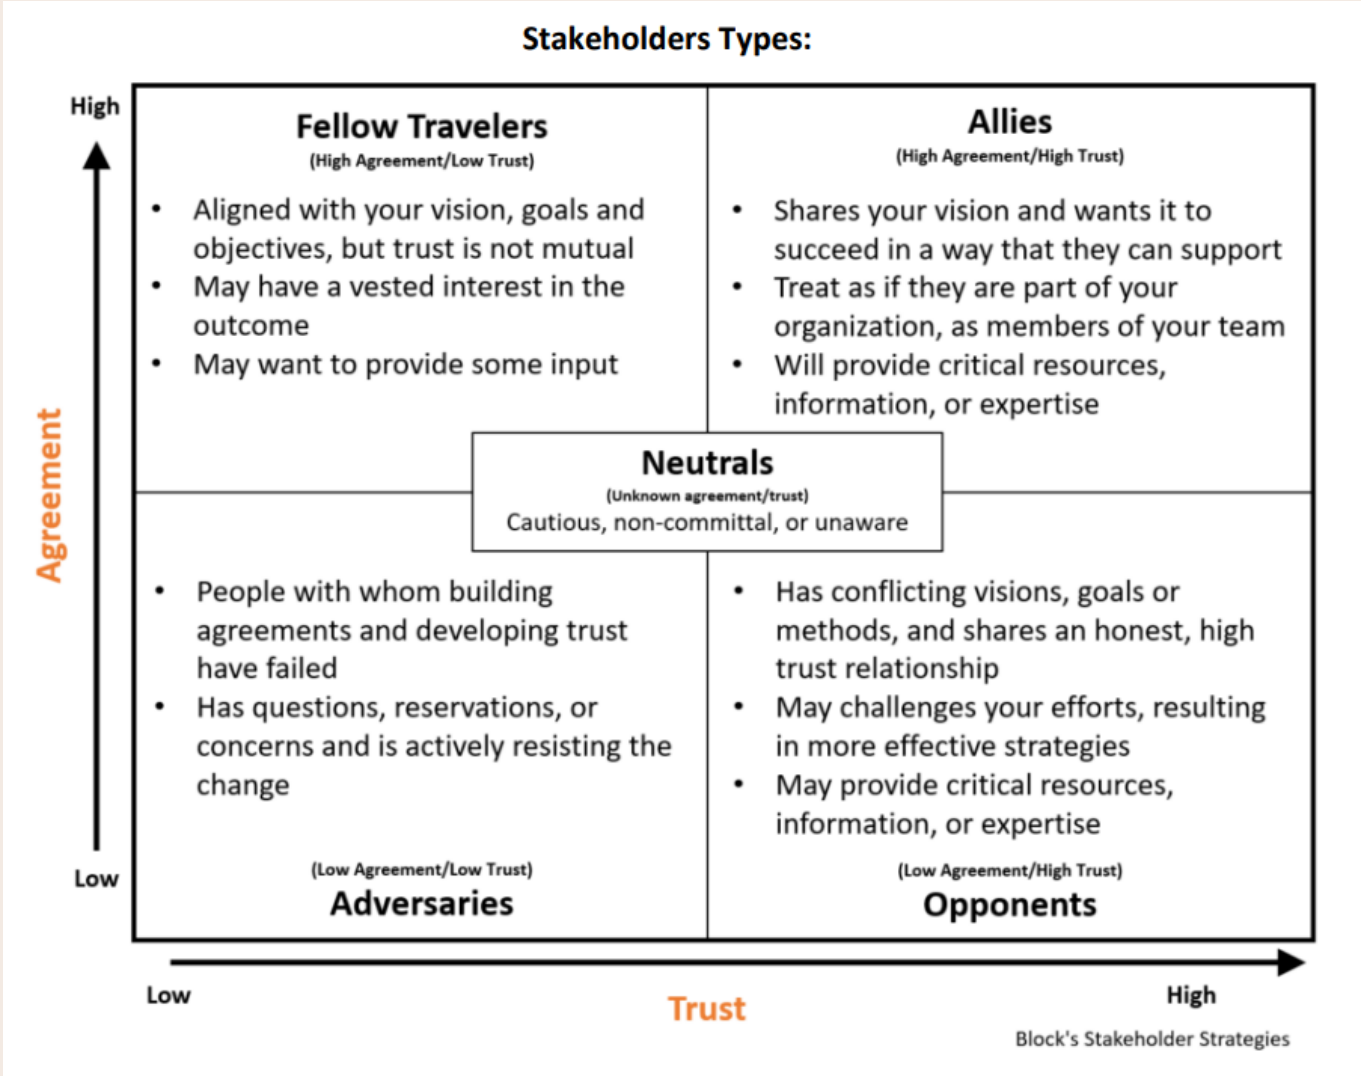 Stakeholders Types:
High
Fellow Travelers
(High Agreement/Low Trust)
• Aligned with your vision, goals and
objectives, but trust is not mutual
• May have a vested interest in the
outcome
• May want to provide some input
Allies
(High Agreement/High Trust)
• Shares your vision and wants it to
succeed in a way that they can support
• Treat as if they are part of your
organization, as members of your team
• Will provide critical resources,
information, or expertise
Agreement
Neutrals
(Unknown agreement/trust)
Cautious, non-committal, or unaware
• People with whom building
agreements and developing trust
have failed
• Has questions, reservations, or
concerns and is actively resisting the
change
(Low Agreement/Low Trust)
Adversaries
• Has conflicting visions, goals or
methods, and shares an honest, high
trust relationship
• May challenges your efforts, resulting
in more effective strategies
• May provide critical resources,
information, or expertise
(Low Agreement/High Trust)
Opponents
Low
Low
Trust
High
Block's Stakeholder Strategies